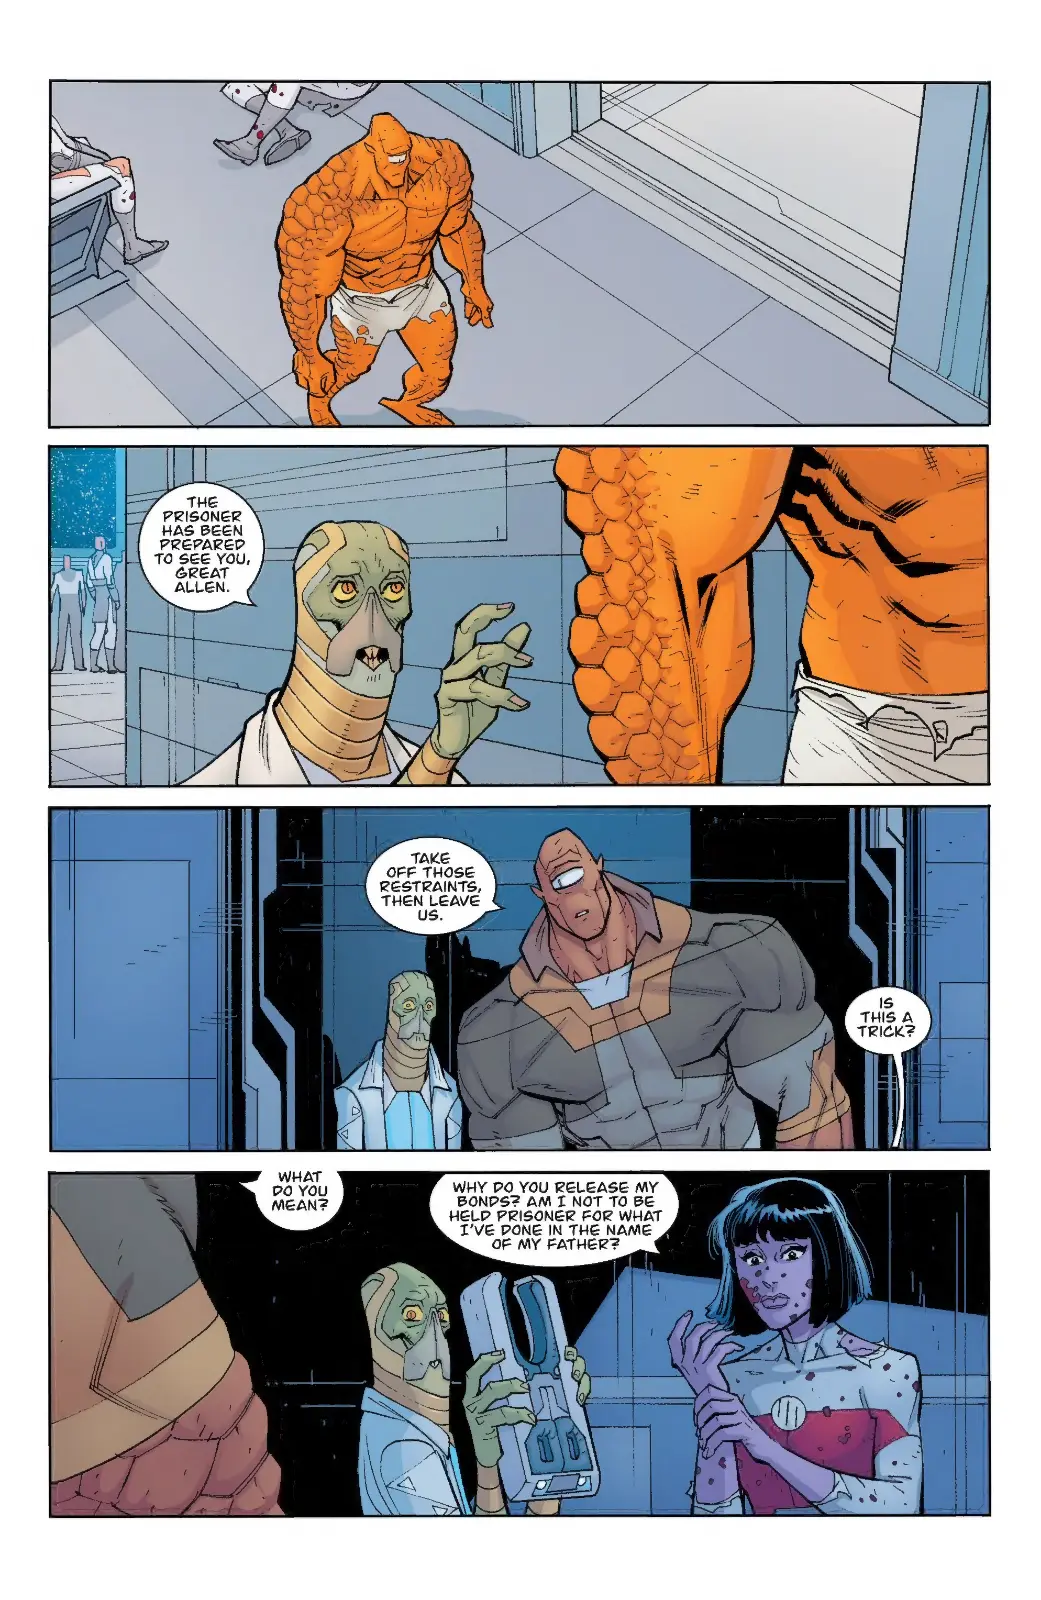 THE
PRISONER
HAS BEEN
PREPARED
TO SEE YOU,
GREAT
ALLEN.
TAKE
OFF THOSE
RESTRAINTS,
THEN LEAVE
US.
IS
THIS A
TRICK?
WHAT
DO YOU
MEAN?
WHY DO YOU RELEASE MY
BONDS? AM I NOT TO BE
HELD PRISONER FOR WHAT
I'VE DONE IN THE NAME
OF MY FATHER?